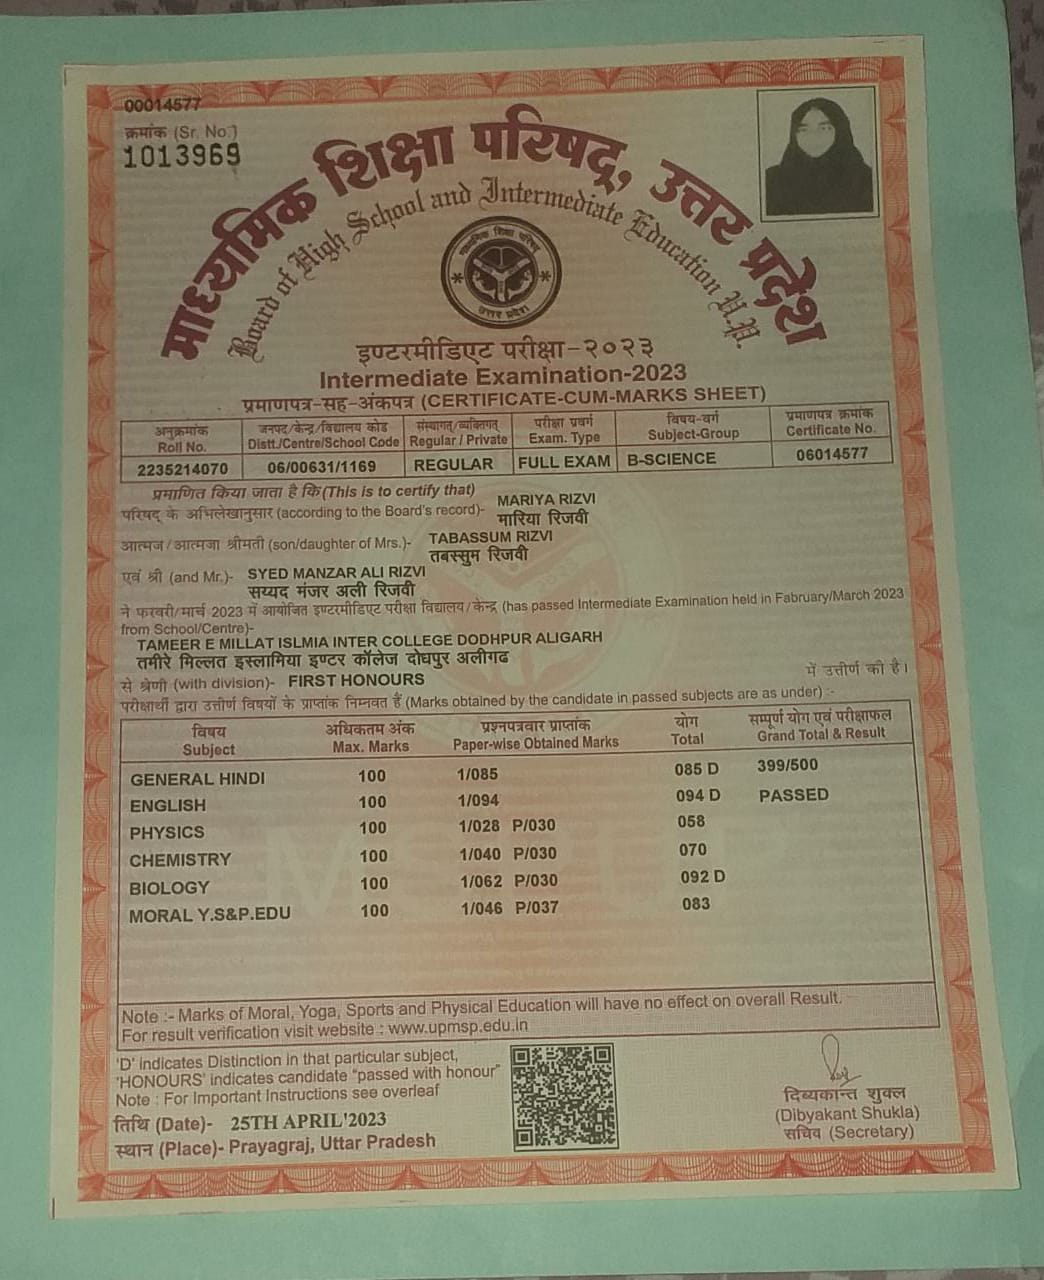 00014577
क्रमांक (Sr. No.)
1013969
माध्यमिक शिक्षा परिषद्, उत्तर प्रदेश
Board of High School and Intermediate Education U.P.
माध्यमिक शिक्षा परिषद्
उत्तर प्रदेश
इण्टरमीडिएट परीक्षा-२०२३
Intermediate Examination-2023
प्रमाणपत्र-सह-अंकपत्र (CERTIFICATE-CUM-MARKS SHEET)
अनुक्रमांक जनपद/केन्द्र/विद्यालय कोड संस्थागत/व्यक्तिगत परीक्षा प्रवर्ग विषय-वर्ग प्रमाणपत्र क्रमांक
Roll No. Distt./Centre/School Code Regular / Private Exam. Type Subject-Group Certificate No.
2235214070 06/00631/1169 REGULAR FULL EXAM B-SCIENCE 06014577
प्रमाणित किया जाता है कि (This is to certify that)
परिषद् के अभिलेखानुसार (according to the Board's record)- MARIYA RIZVI
मारिया रिजवी
आत्मज/आत्मजा श्रीमती (son/daughter of Mrs.)- TABASSUM RIZVI
तबस्सुम रिजवी
एवं श्री (and Mr.)- SYED MANZAR ALI RIZVI
सय्यद मंजर अली रिजवी
ने फरवरी/मार्च 2023 में आयोजित इण्टरमीडिएट परीक्षा विद्यालय/केन्द्र (has passed Intermediate Examination held in Fabruary/March 2023
from School/Centre)-
TAMEER E MILLAT ISLMIA INTER COLLEGE DODHPUR ALIGARH
तमीरे मिल्लत इस्लामिया इण्टर कॉलेज दोघपुर अलीगढ
से श्रेणी (with division)- FIRST HONOURS में उत्तीर्ण की है।
परीक्षार्थी द्वारा उत्तीर्ण विषयों के प्राप्तांक निम्नवत हैं (Marks obtained by the candidate in passed subjects are as under) :-
विषय अधिकतम अंक प्रश्नपत्रवार प्राप्तांक योग सम्पूर्ण योग एवं परीक्षाफल
Subject Max. Marks Paper-wise Obtained Marks Total Grand Total & Result
GENERAL HINDI 100 1/085 085 D 399/500
ENGLISH 100 1/094 094 D PASSED
PHYSICS 100 1/028 P/030 058
CHEMISTRY 100 1/040 P/030 070
BIOLOGY 100 1/062 P/030 092 D
MORAL Y.S&P.EDU 100 1/046 P/037 083
Note :- Marks of Moral, Yoga, Sports and Physical Education will have no effect on overall Result.
For result verification visit website : www.upmsp.edu.in
'D' indicates Distinction in that particular subject,
'HONOURS' indicates candidate "passed with honour"
Note : For Important Instructions see overleaf
तिथि (Date)- 25TH APRIL'2023
स्थान (Place)- Prayagraj, Uttar Pradesh
दिब्यकान्त शुक्ल
(Dibyakant Shukla)
सचिव (Secretary)